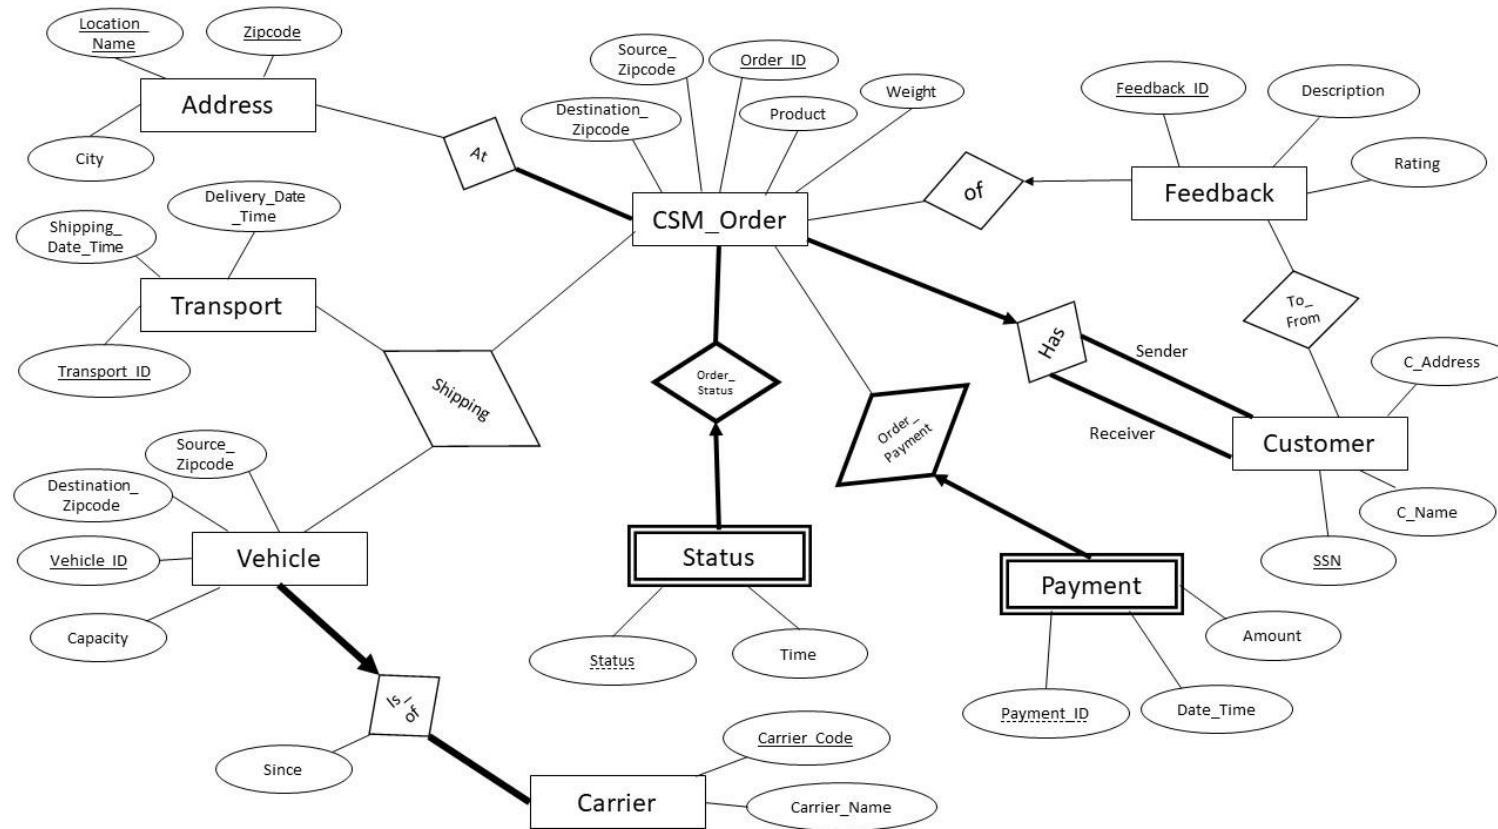 Location_
Name
Zipcode
Address
City
Source_
Zipcode
Order_ID
Destination_
Zipcode
Product
Weight
At
CSM_Order
Feedback_ID
Description
Rating
of
Feedback
Delivery_Date
_Time
Shipping_
Date_Time
Transport
Transport_ID
Shipping
Order_
Status
Order_
Payment
Has
Sender
Receiver
To_
From
C_Address
Customer
C_Name
SSN
Source_
Zipcode
Destination_
Zipcode
Vehicle_ID
Vehicle
Capacity
Status
Status
Time
Payment
Amount
Payment_ID
Date_Time
Is_
of
Since
Carrier_Code
Carrier
Carrier_Name